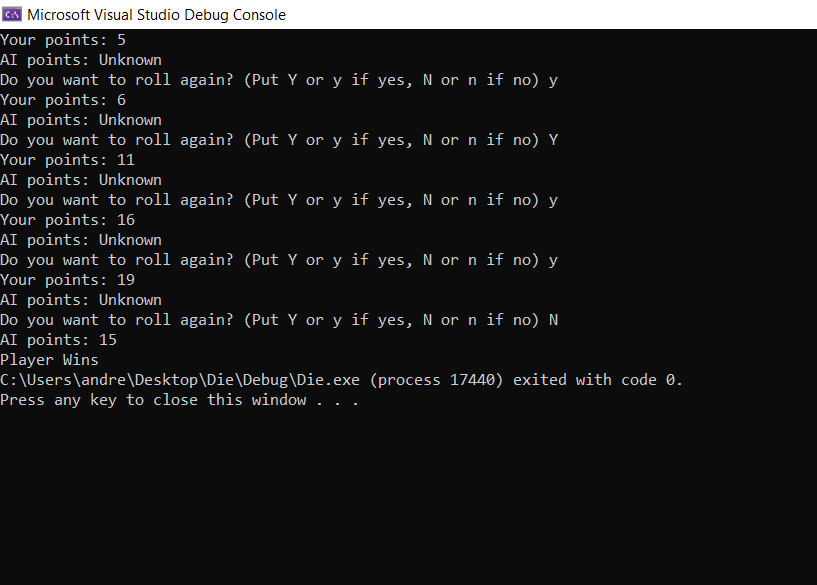 Microsoft Visual Studio Debug Console
Your points: 5
AI points: Unknown
Do you want to roll again? (Put Y or y if yes, N or n if no) y
Your points: 6
AI points: Unknown
Do you want to roll again? (Put Y or y if yes, N or n if no) Y
Your points: 11
AI points: Unknown
Do you want to roll again? (Put Y or y if yes, N or n if no) y
Your points: 16
AI points: Unknown
Do you want to roll again? (Put Y or y if yes, N or n if no) y
Your points: 19
AI points: Unknown
Do you want to roll again? (Put Y or y if yes, N or n if no) N
AI points: 15
Player Wins
C:\Users\andre\Desktop\Die\Debug\Die.exe (process 17440) exited with code 0.
Press any key to close this window . . .